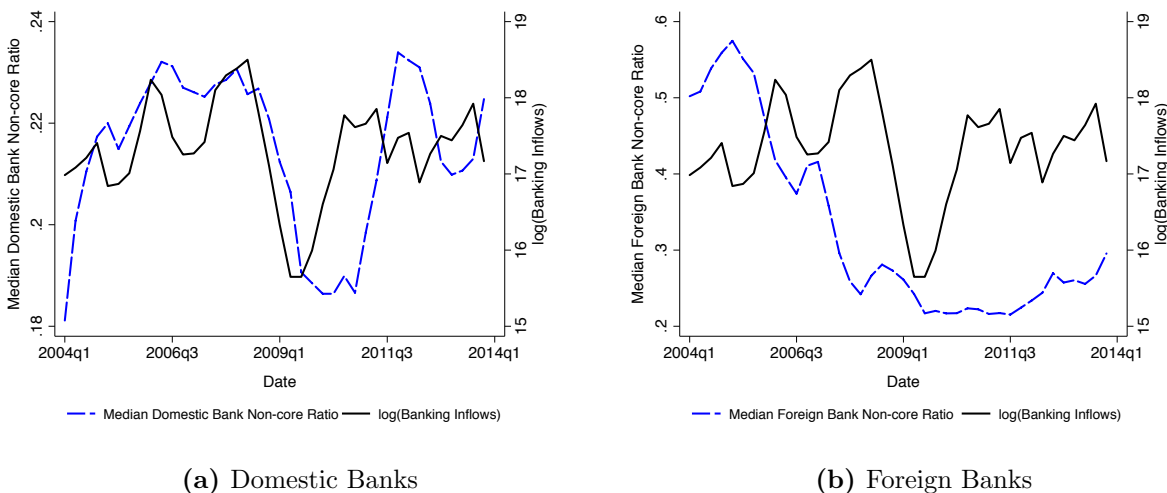 Median Domestic Bank Non-core Ratio
.24
.22
.2
.18
19
18
17
16
15
log(Banking Inflows)
2004q1 2006q3 2009q1 2011q3 2014q1
Date
Median Domestic Bank Non-core Ratio log(Banking Inflows)
(a) Domestic Banks
Median Foreign Bank Non-core Ratio
.6
.5
.4
.3
.2
19
18
17
16
15
log(Banking Inflows)
2004q1 2006q3 2009q1 2011q3 2014q1
Date
Median Foreign Bank Non-core Ratio log(Banking Inflows)
(b) Foreign Banks